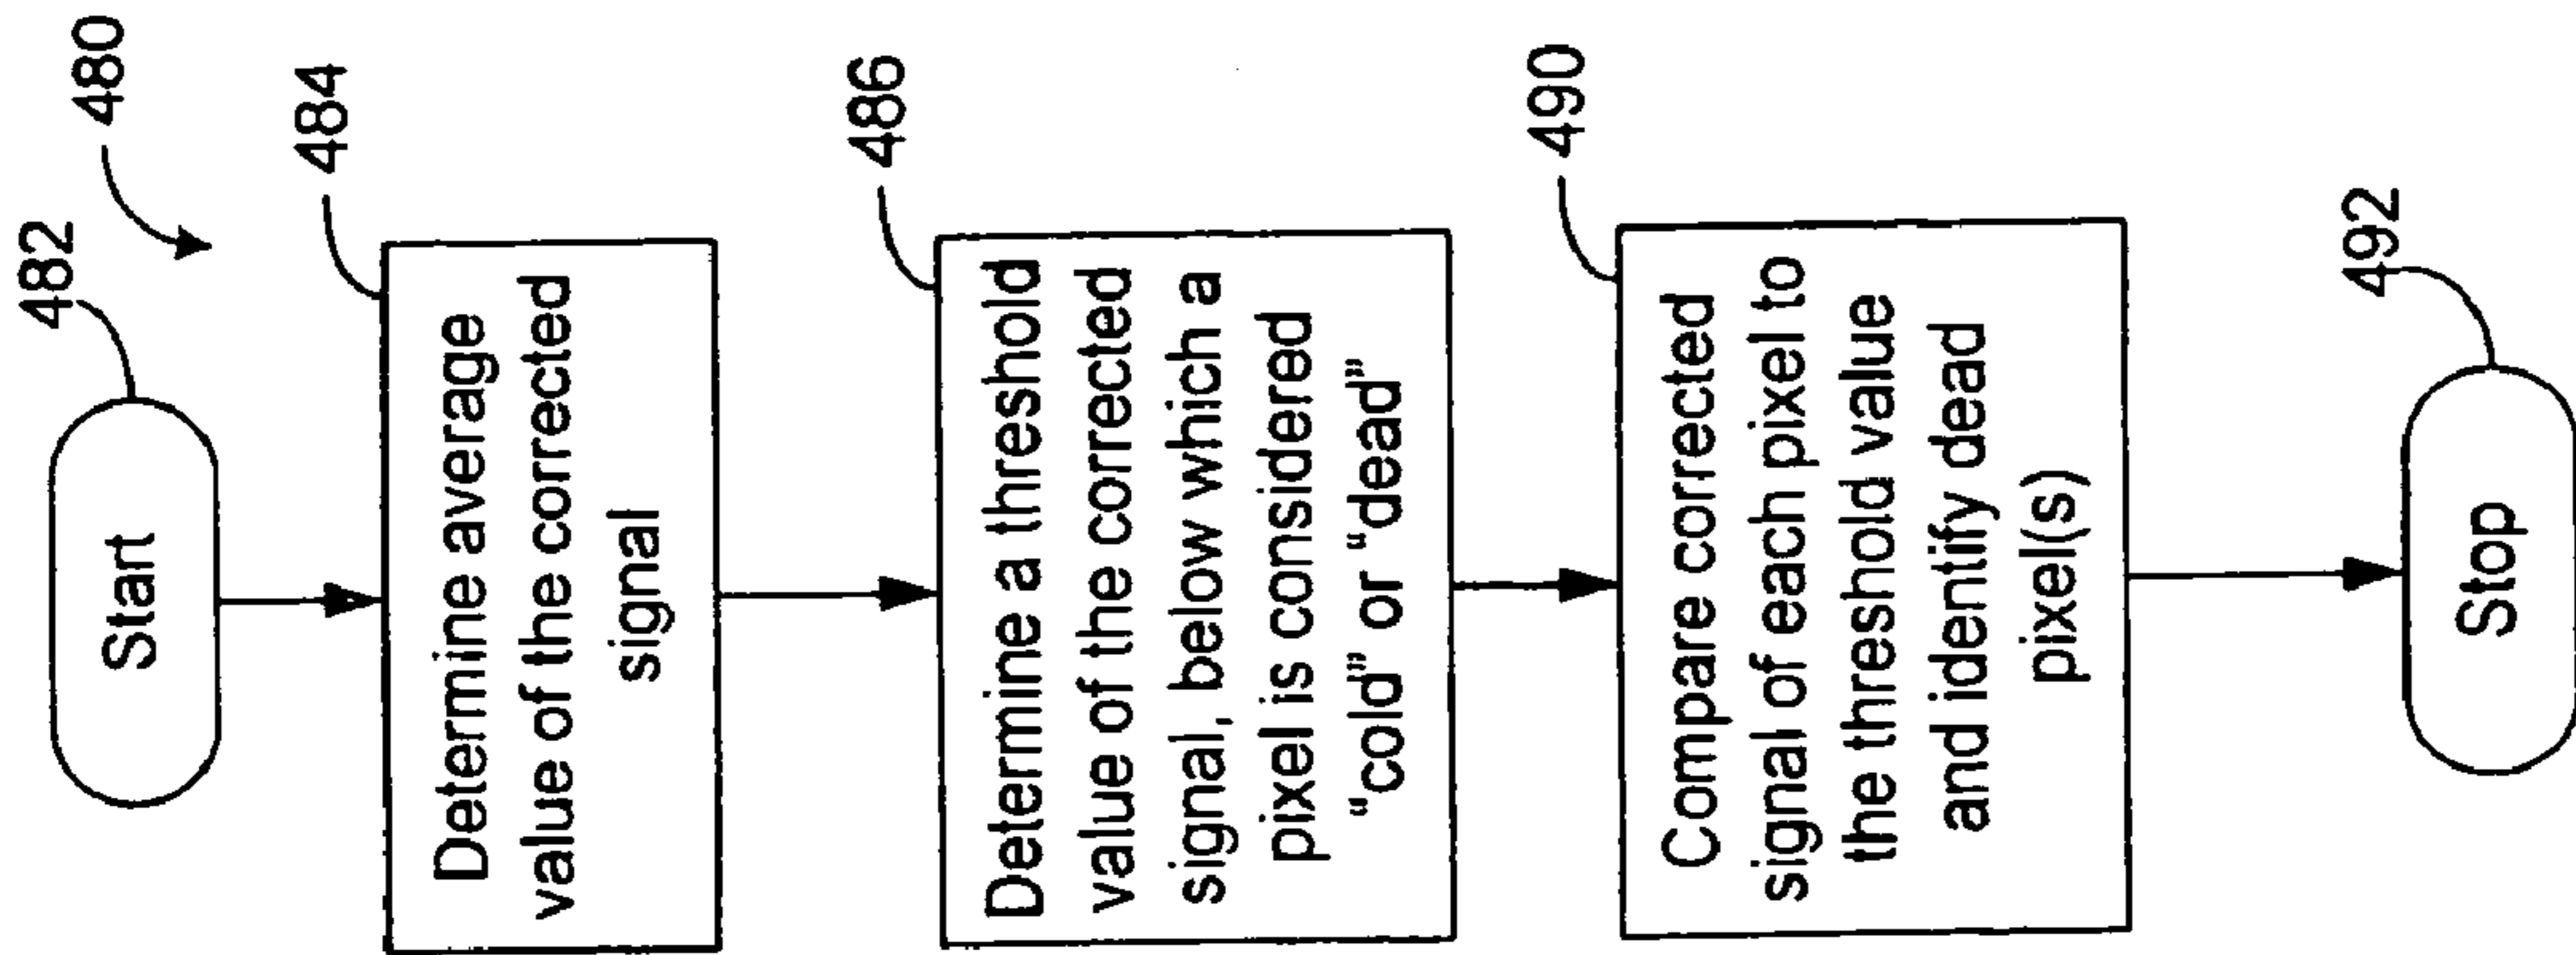 480
482
Start
484
Determine average
value of the corrected
signal
486
Determine a threshold
value of the corrected
signal, below which a
pixel is considered
“cold” or “dead”
490
Compare corrected
signal of each pixel to
the threshold value
and identify dead
pixel(s)
492
Stop